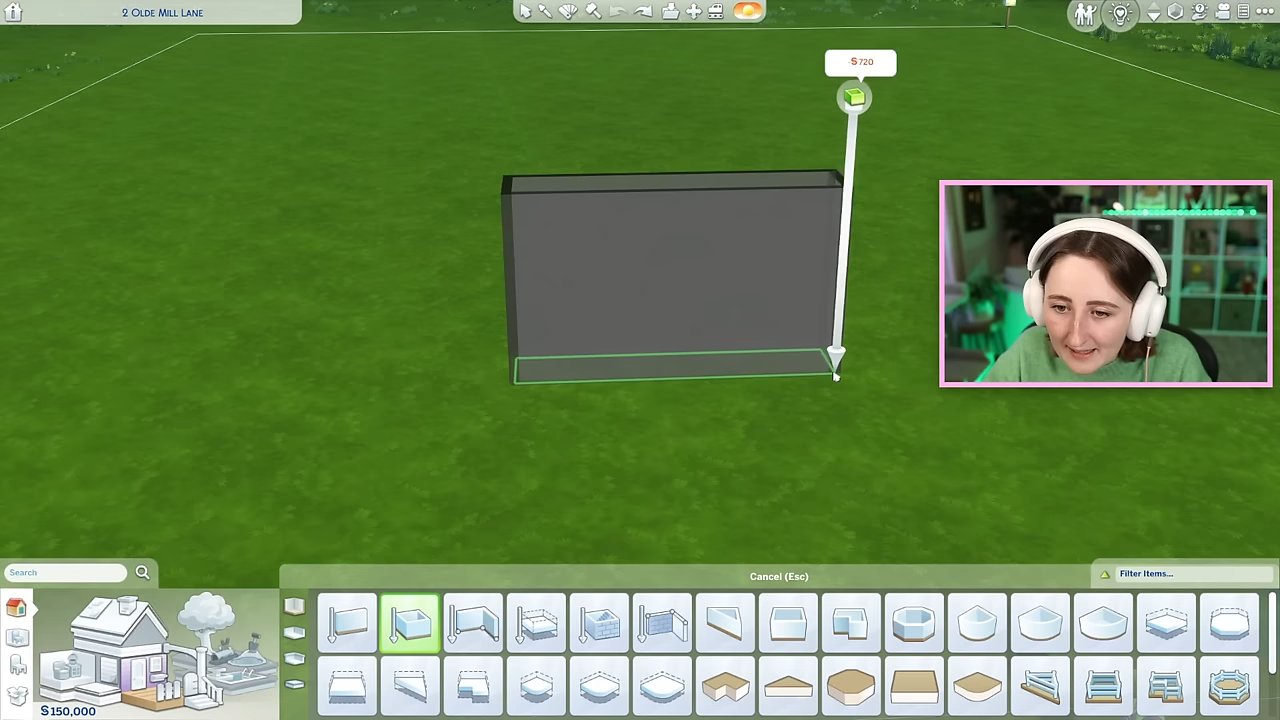 2 Olde Mill Lane
-§720
Search
Cancel (Esc)
Filter Items...
§150,000